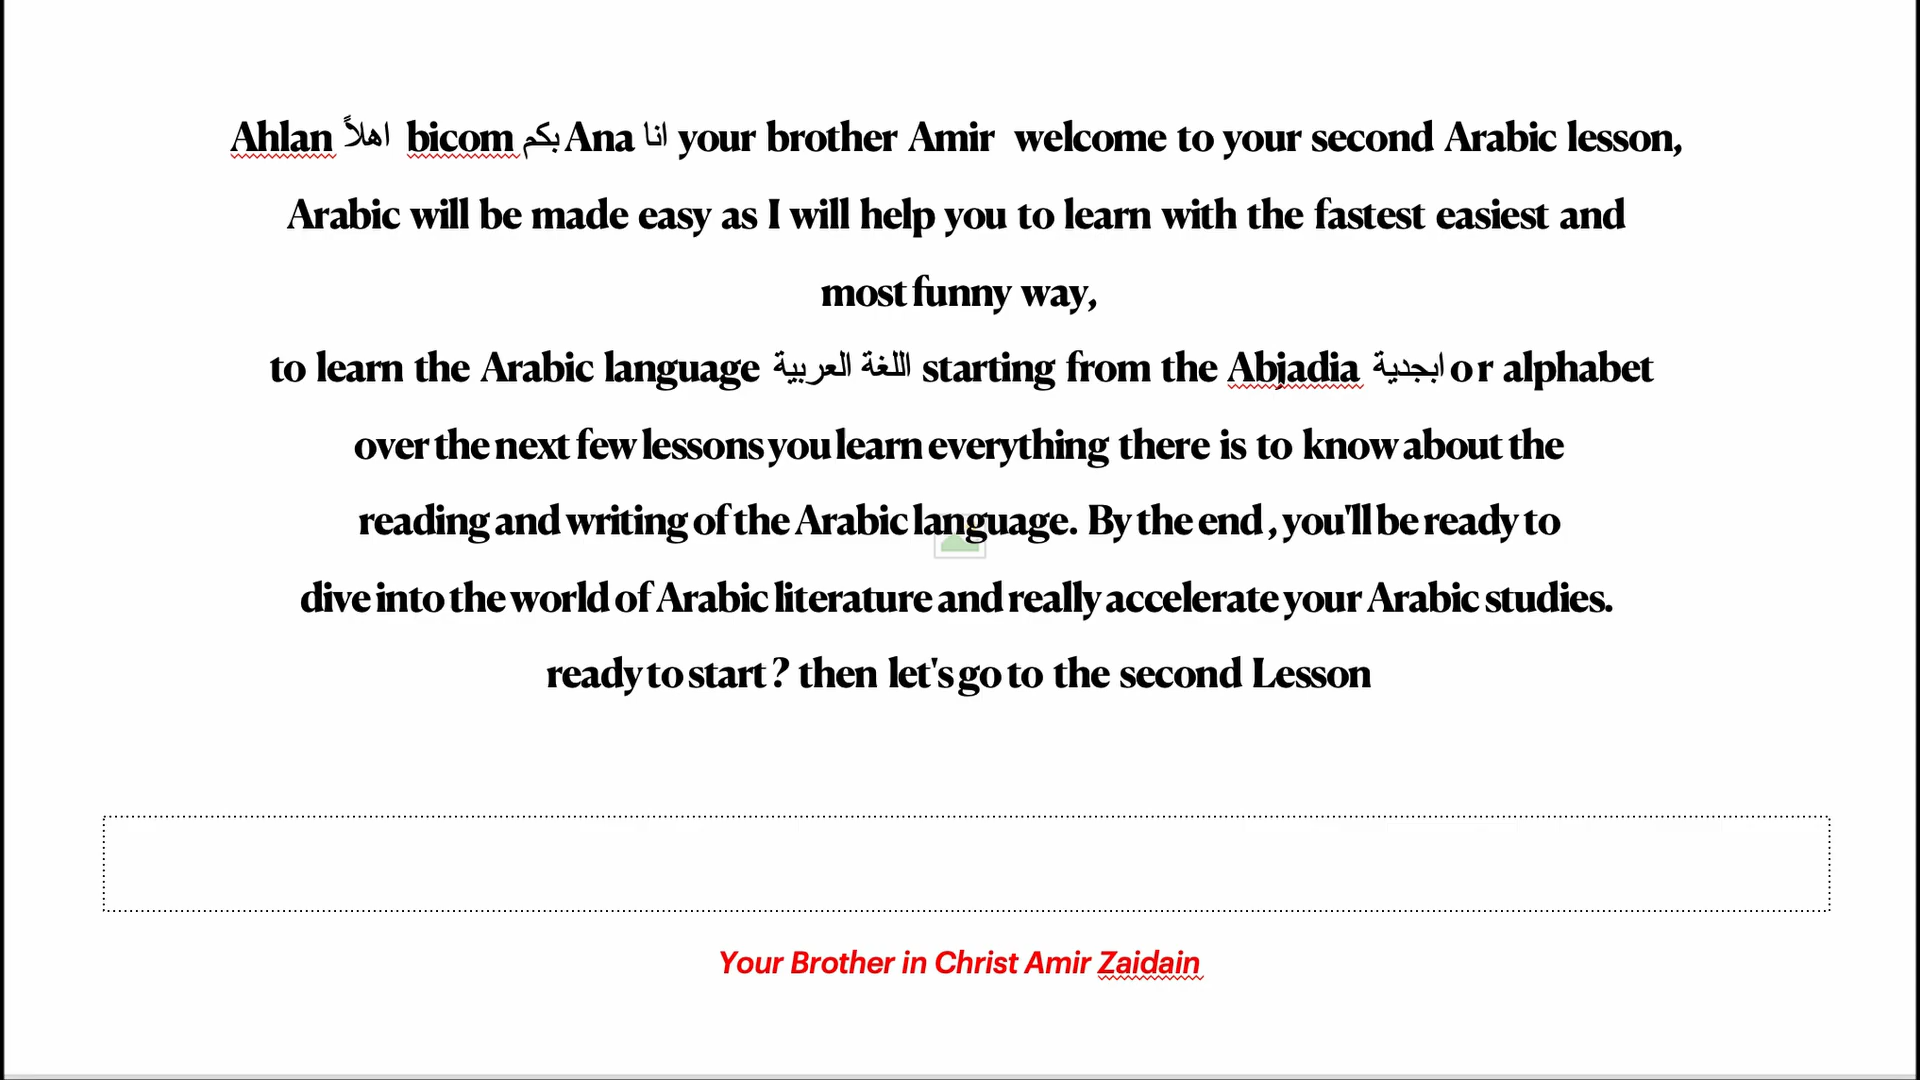 Ahlan اهلاً bicom بكم Ana انا your brother Amir welcome to your second Arabic lesson,
Arabic will be made easy as I will help you to learn with the fastest easiest and
most funny way,
to learn the Arabic language اللغة العربية starting from the Abjadia ابجدية or alphabet
over the next few lessons you learn everything there is to know about the
reading and writing of the Arabic language. By the end , you'll be ready to
dive into the world of Arabic literature and really accelerate your Arabic studies.
ready to start ? then let's go to the second Lesson
Your Brother in Christ Amir Zaidain